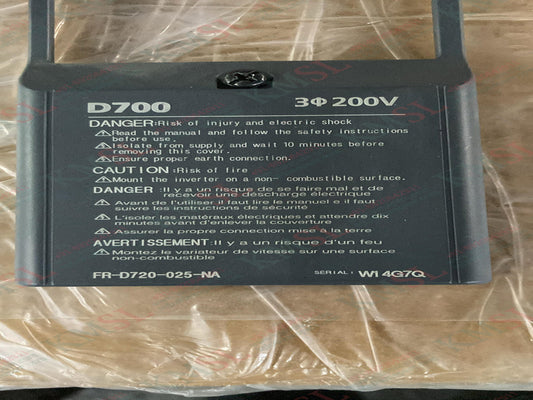 D700 3Φ 200V
DANGER:Risk of injury and electric shock
Read the manual and follow the safety instructions
before use.
Isolate from supply and wait 10 minutes before
removing this cover.
Ensure proper earth connection.
CAUTION :Risk of fire
Mount the inverter on a non- combustible surface.
DANGER :Il y a un risque de se faire mal et de
recevoir une descharge électrique
Avant de l'utiliser il faut lire le manuel e il faut
suivre les instructions de sécurité
L'isoler les matéraux électriques et attendre dix
minutes avant d'enlever la couverture
Assurer la propre connection mise a la terre
AVERTISSEMENT:Il y a un risque d'un feu
Montez le variateur de vitesse sur une surface
non-combustible
FR-D720-025-NA SERIAL: WI4G7Q